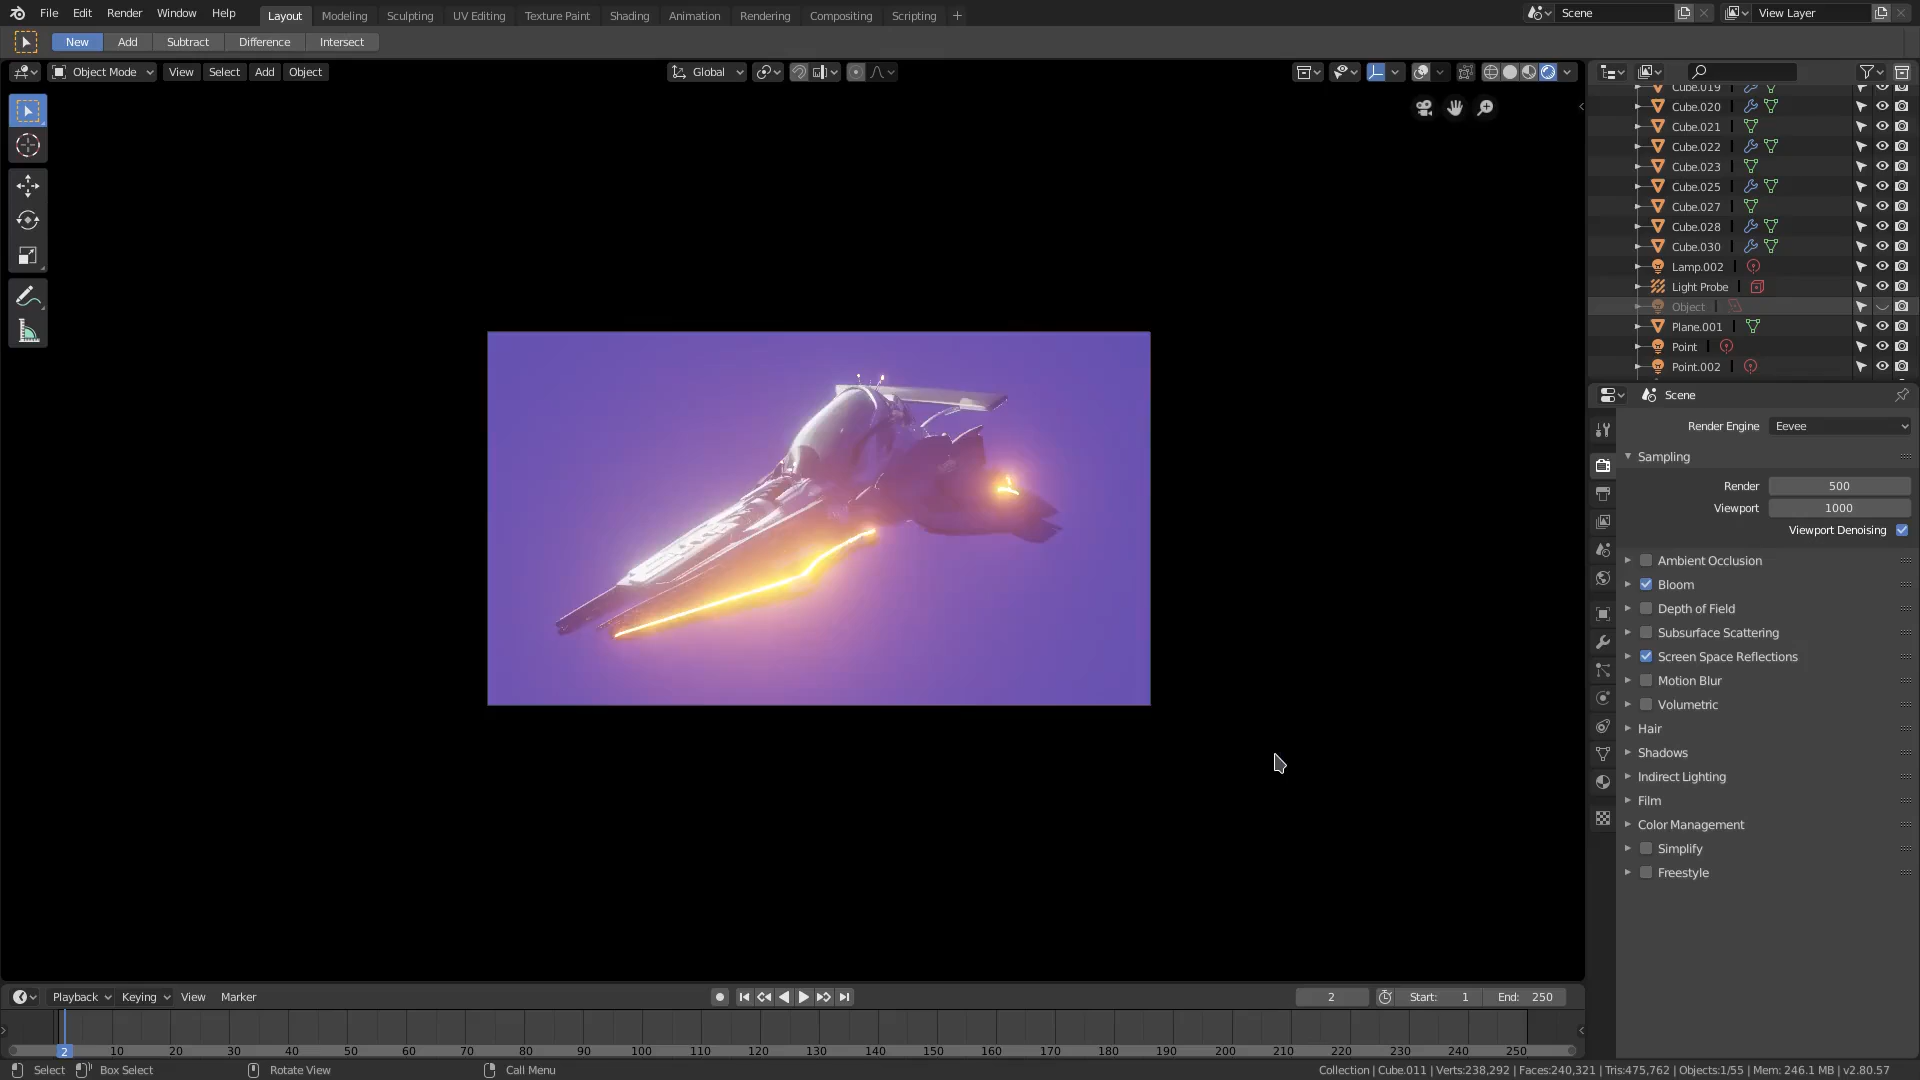 File Edit Render Window Help Layout Modeling Sculpting UV Editing Texture Paint Shading Animation Rendering Compositing Scripting + Scene View Layer
New Add Subtract Difference Intersect
Object Mode View Select Add Object Global
Cube.019
Cube.020
Cube.021
Cube.022
Cube.023
Cube.025
Cube.027
Cube.028
Cube.030
Lamp.002
Light Probe
Object
Plane.001
Point
Point.002
Scene
Render Engine Eevee
Sampling
Render 500
Viewport 1000
Viewport Denoising
Ambient Occlusion
Bloom
Depth of Field
Subsurface Scattering
Screen Space Reflections
Motion Blur
Volumetric
Hair
Shadows
Indirect Lighting
Film
Color Management
Simplify
Freestyle
Playback Keying View Marker 2 Start: 1 End: 250
2 10 20 30 40 50 60 70 80 90 100 110 120 130 140 150 160 170 180 190 200 210 220 230 240 250
Select Box Select Rotate View Call Menu Collection | Cube.011 | Verts:238,292 | Faces:240,321 | Tris:475,762 | Objects:1/55 | Mem: 246.1 MB | v2.80.57